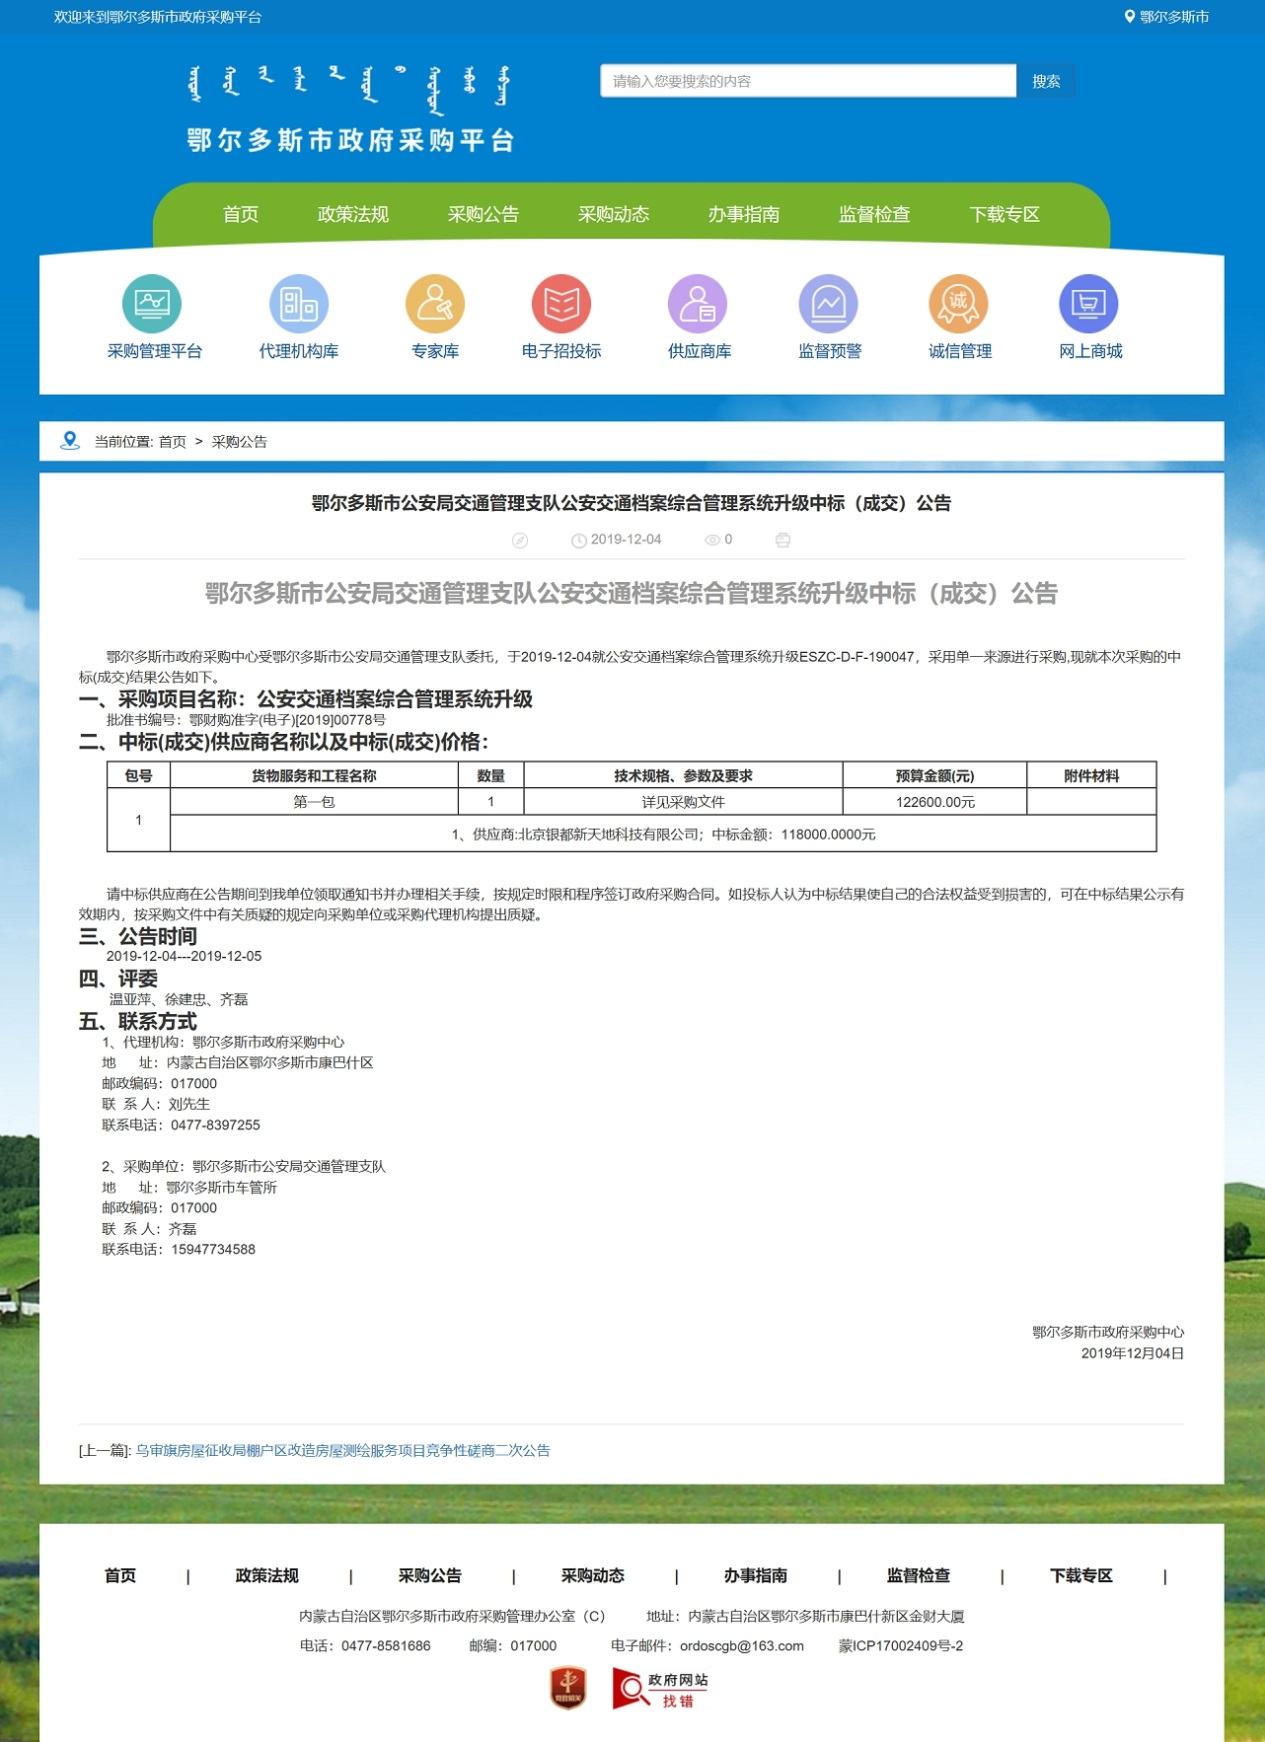 欢迎来到鄂尔多斯市政府采购平台
鄂尔多斯市
请输入您要搜索的内容
搜索
鄂尔多斯市政府采购平台
首页 政策法规 采购公告 采购动态 办事指南 监督检查 下载专区
诚
采购管理平台 代理机构库 专家库 电子招投标 供应商库 监督预警 诚信管理 网上商城
当前位置: 首页 > 采购公告
鄂尔多斯市公安局交通管理支队公安交通档案综合管理系统升级中标（成交）公告
2019-12-04 0
鄂尔多斯市公安局交通管理支队公安交通档案综合管理系统升级中标（成交）公告
鄂尔多斯市政府采购中心受鄂尔多斯市公安局交通管理支队委托，于2019-12-04就公安交通档案综合管理系统升级ESZC-D-F-190047，采用单一来源进行采购,现就本次采购的中
标(成交)结果公告如下。
一、采购项目名称：公安交通档案综合管理系统升级
批准书编号：鄂财购准字(电子)[2019]00778号
二、中标(成交)供应商名称以及中标(成交)价格：
包号 货物服务和工程名称 数量 技术规格、参数及要求 预算金额(元) 附件材料
1 第一包 1 详见采购文件 122600.00元
1、供应商:北京银都新天地科技有限公司；中标金额：118000.0000元
请中标供应商在公告期间到我单位领取通知书并办理相关手续，按规定时限和程序签订政府采购合同。如投标人认为中标结果使自己的合法权益受到损害的，可在中标结果公示有
效期内，按采购文件中有关质疑的规定向采购单位或采购代理机构提出质疑。
三、公告时间
2019-12-04---2019-12-05
四、评委
温亚萍、徐建忠、齐磊
五、联系方式
1、代理机构：鄂尔多斯市政府采购中心
地 址：内蒙古自治区鄂尔多斯市康巴什区
邮政编码：017000
联 系 人：刘先生
联系电话：0477-8397255
2、采购单位：鄂尔多斯市公安局交通管理支队
地 址：鄂尔多斯市车管所
邮政编码：017000
联 系 人：齐磊
联系电话：15947734588
鄂尔多斯市政府采购中心
2019年12月04日
[上一篇]: 乌审旗房屋征收局棚户区改造房屋测绘服务项目竞争性磋商二次公告
首页 | 政策法规 | 采购公告 | 采购动态 | 办事指南 | 监督检查 | 下载专区 |
内蒙古自治区鄂尔多斯市政府采购管理办公室（C） 地址：内蒙古自治区鄂尔多斯市康巴什新区金财大厦
电话：0477-8581686 邮编：017000 电子邮件：ordoscgb@163.com 蒙ICP17002409号-2
党政机关
政府网站
找错